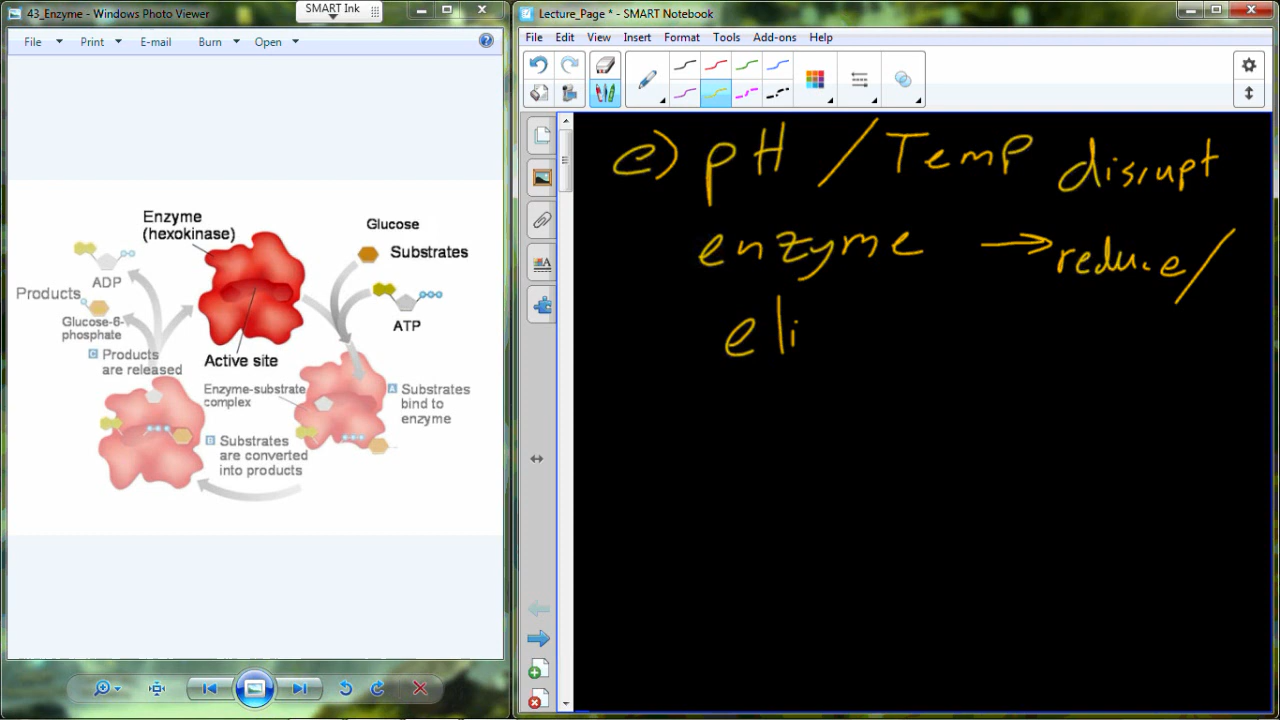 43_Enzyme - Windows Photo Viewer
SMART Ink
File Print E-mail Burn Open
Enzyme
(hexokinase)
Glucose
Substrates
ADP
Products
Glucose-6-
phosphate
ATP
C Products
are released
Active site
Enzyme-substrate
complex
A Substrates
bind to
enzyme
B Substrates
are converted
into products
Lecture_Page * - SMART Notebook
File Edit View Insert Format Tools Add-ons Help
e) pH / Temp disrupt
enzyme → reduce/
eli